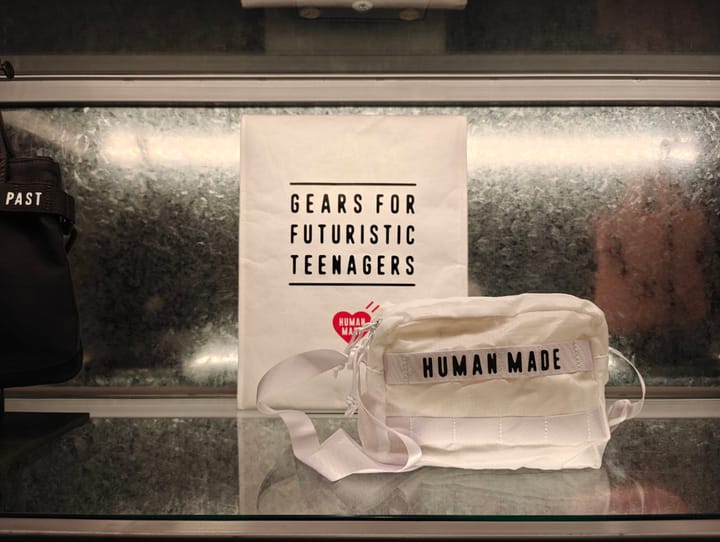 PAST
GEARS FOR
FUTURISTIC
TEENAGERS
HUMAN
MADE
HUMAN MADE